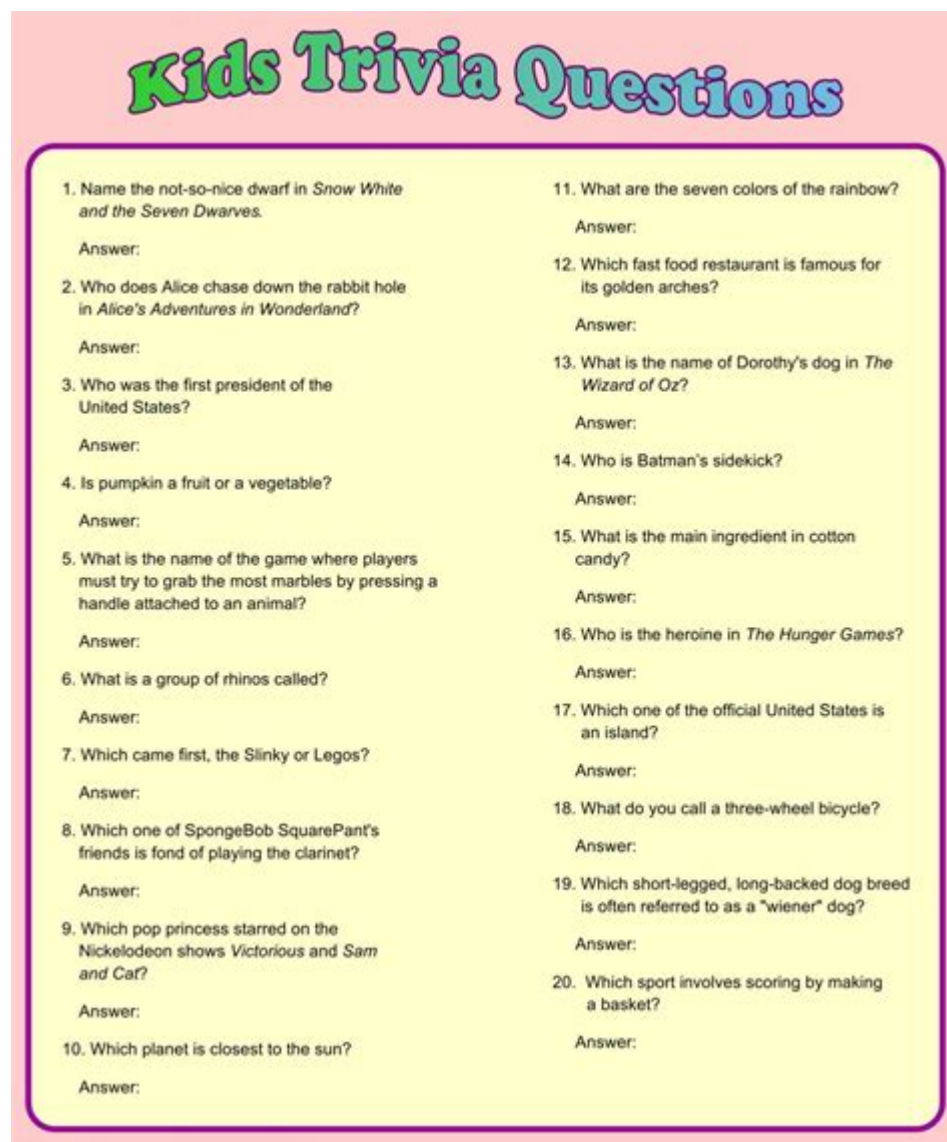 Kids Trivia Questions
1. Name the not-so-nice dwarf in Snow White
and the Seven Dwarves.
Answer:
2. Who does Alice chase down the rabbit hole
in Alice's Adventures in Wonderland?
Answer:
3. Who was the first president of the
United States?
Answer:
4. Is pumpkin a fruit or a vegetable?
Answer:
5. What is the name of the game where players
must try to grab the most marbles by pressing a
handle attached to an animal?
Answer:
6. What is a group of rhinos called?
Answer:
7. Which came first, the Slinky or Legos?
Answer:
8. Which one of SpongeBob SquarePant's
friends is fond of playing the clarinet?
Answer:
9. Which pop princess starred on the
Nickelodeon shows Victorious and Sam
and Cat?
Answer:
10. Which planet is closest to the sun?
Answer:
11. What are the seven colors of the rainbow?
Answer:
12. Which fast food restaurant is famous for
its golden arches?
Answer:
13. What is the name of Dorothy's dog in The
Wizard of Oz?
Answer:
14. Who is Batman's sidekick?
Answer:
15. What is the main ingredient in cotton
candy?
Answer:
16. Who is the heroine in The Hunger Games?
Answer:
17. Which one of the official United States is
an island?
Answer:
18. What do you call a three-wheel bicycle?
Answer:
19. Which short-legged, long-backed dog breed
is often referred to as a "wiener" dog?
Answer:
20. Which sport involves scoring by making
a basket?
Answer: